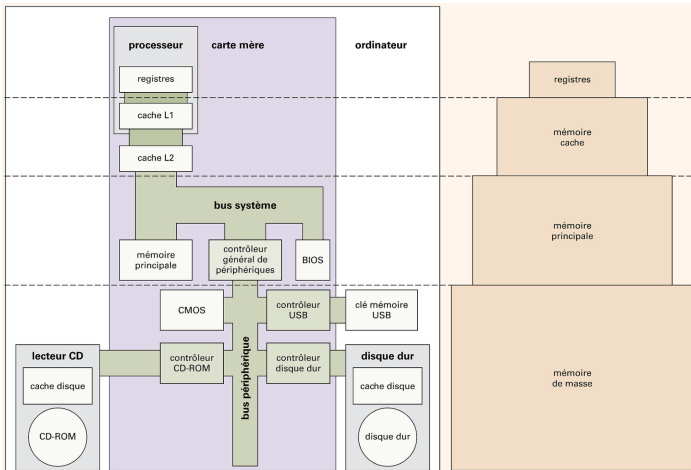 processeur
carte mère
ordinateur
registres
cache L1
cache L2
bus système
mémoire
principale
contrôleur
général de
périphériques
BIOS
CMOS
contrôleur
USB
clé mémoire
USB
lecteur CD
cache disque
CD-ROM
contrôleur
CD-ROM
bus périphérique
contrôleur
disque dur
disque dur
cache disque
disque dur
registres
mémoire
cache
mémoire
principale
mémoire
de masse